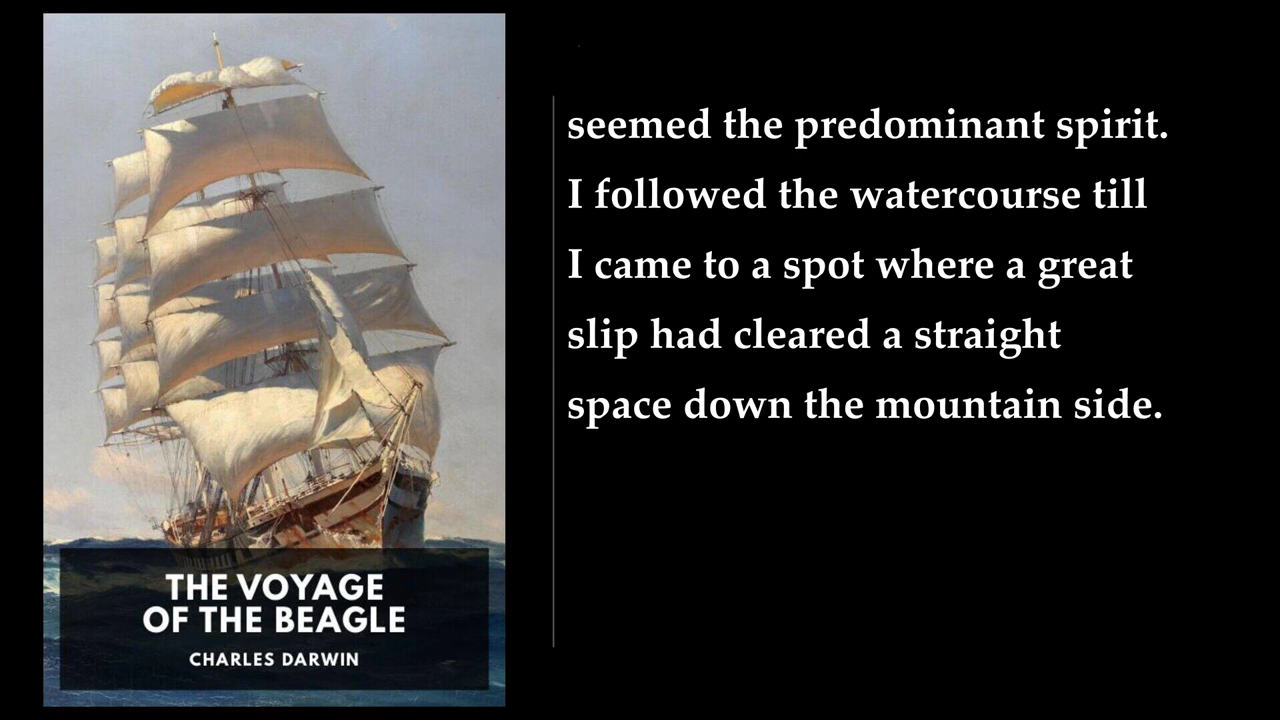 THE VOYAGE
OF THE BEAGLE
CHARLES DARWIN
seemed the predominant spirit.
I followed the watercourse till
I came to a spot where a great
slip had cleared a straight
space down the mountain side.